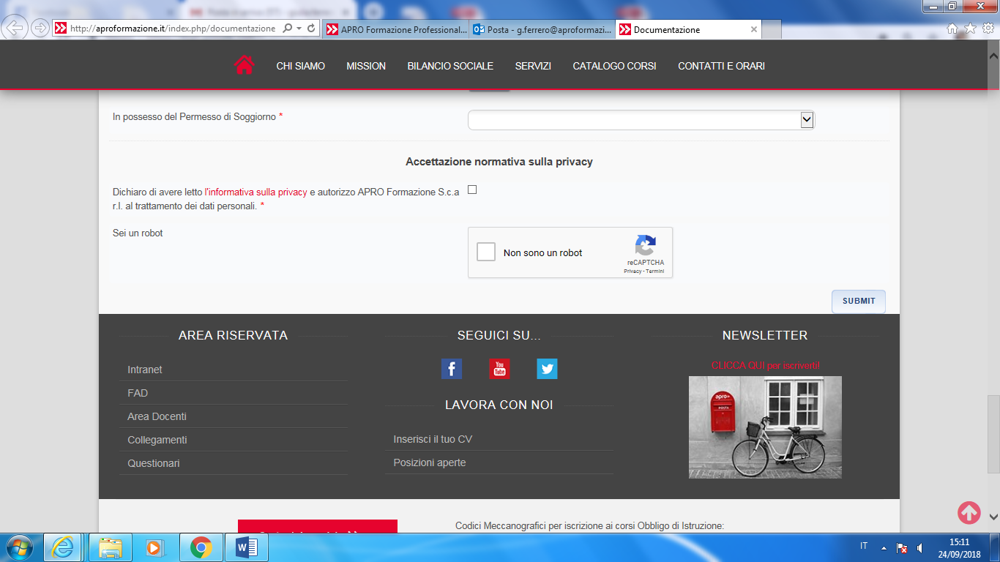 http://aproformazione.it/index.php/documentazione
APRO Formazione Professional...
Posta - g.ferrero@aproformazi...
Documentazione
CHI SIAMO
MISSION
BILANCIO SOCIALE
SERVIZI
CATALOGO CORSI
CONTATTI E ORARI
In possesso del Permesso di Soggiorno *
Accettazione normativa sulla privacy
Dichiaro di avere letto l'informativa sulla privacy e autorizzo APRO Formazione S.c.a
r.l. al trattamento dei dati personali. *
Sei un robot
Non sono un robot
reCAPTCHA
Privacy - Termini
SUBMIT
AREA RISERVATA
Intranet
FAD
Area Docenti
Collegamenti
Questionari
SEGUICI SU...
f
You
Tube
LAVORA CON NOI
Inserisci il tuo CV
Posizioni aperte
NEWSLETTER
CLICCA QUI per iscriverti!
apro
POSTA
Codici Meccanografici per iscrizione ai corsi Obbligo di Istruzione:
IT
15:11
24/09/2018